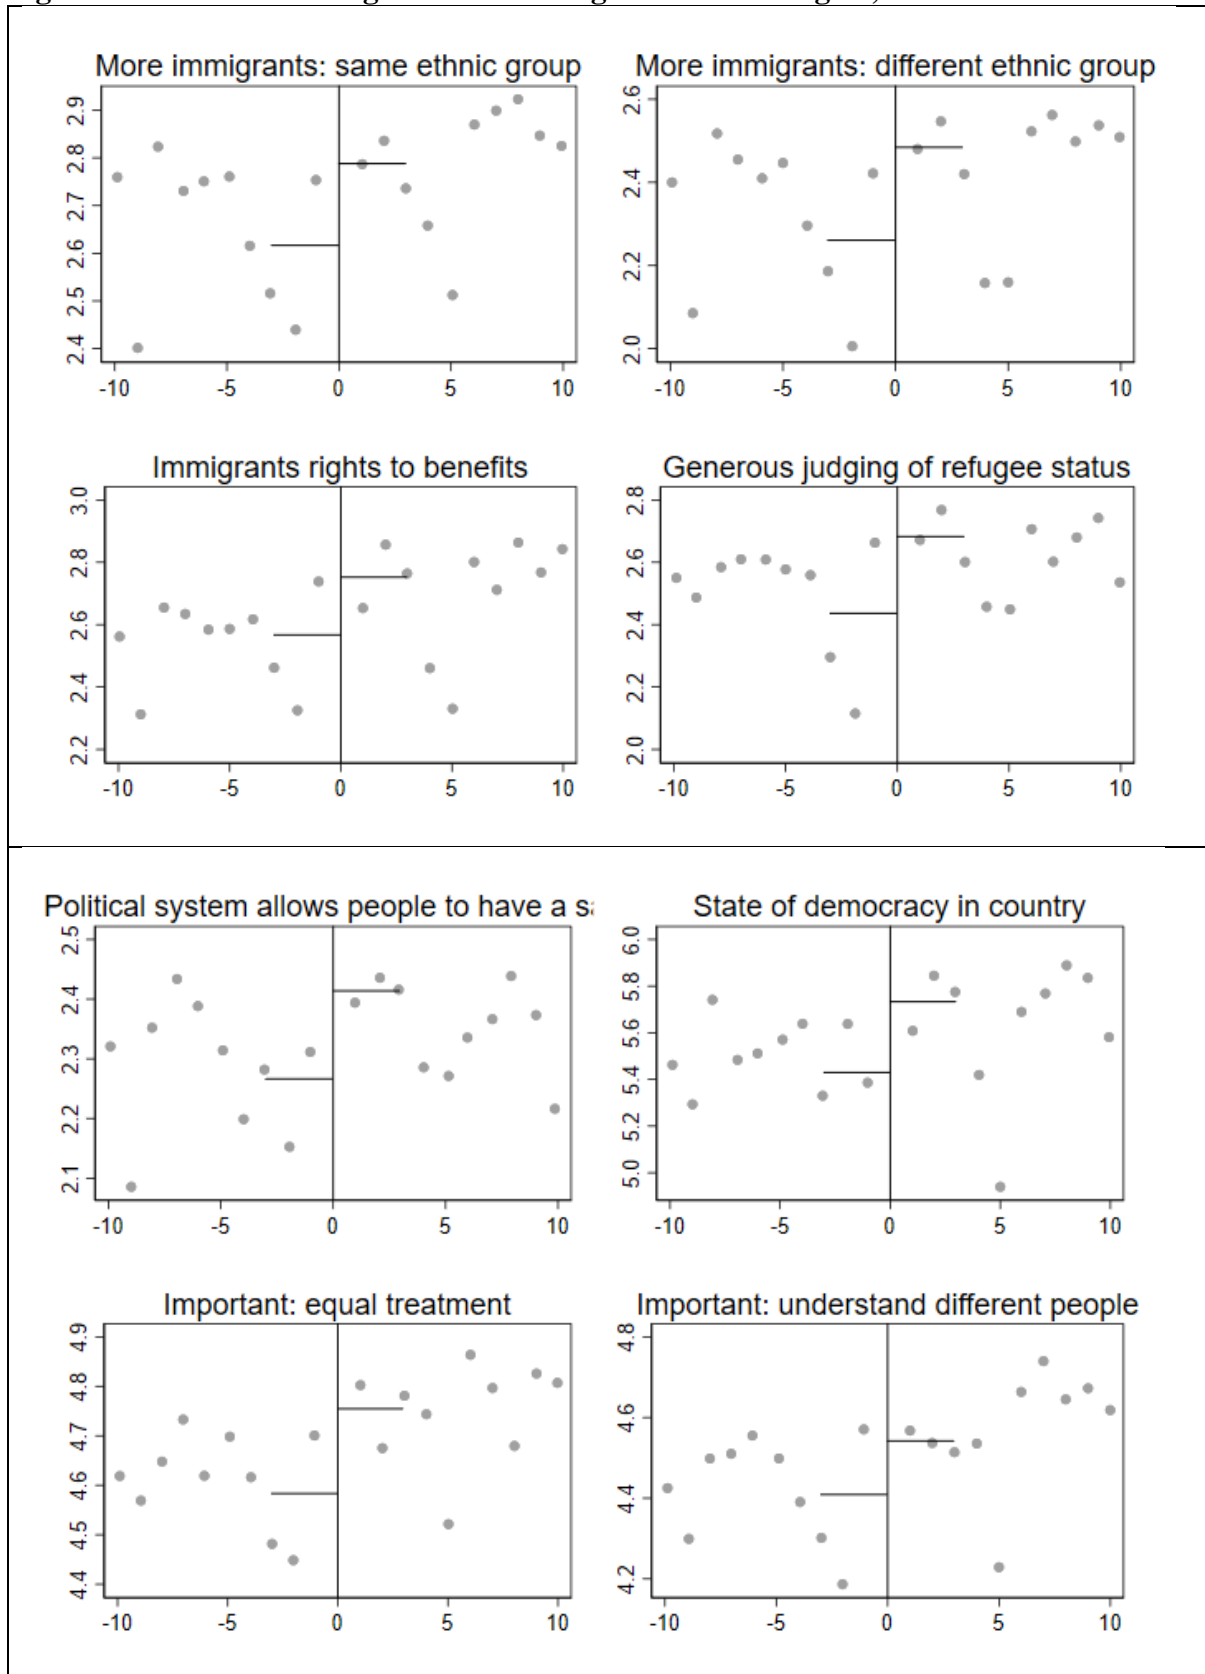 More immigrants: same ethnic group
2.9
2.8
2.7
2.6
2.5
2.4
-10 -5 0 5 10
More immigrants: different ethnic group
2.6
2.4
2.2
2.0
-10 -5 0 5 10
Immigrants rights to benefits
3.0
2.8
2.6
2.4
2.2
-10 -5 0 5 10
Generous judging of refugee status
2.8
2.6
2.4
2.2
2.0
-10 -5 0 5 10
Political system allows people to have a
2.5
2.4
2.3
2.2
2.1
-10 -5 0 5 10
State of democracy in country
6.0
5.8
5.6
5.4
5.2
5.0
-10 -5 0 5 10
Important: equal treatment
4.9
4.8
4.7
4.6
4.5
4.4
-10 -5 0 5 10
Important: understand different people
4.8
4.6
4.4
4.2
-10 -5 0 5 10